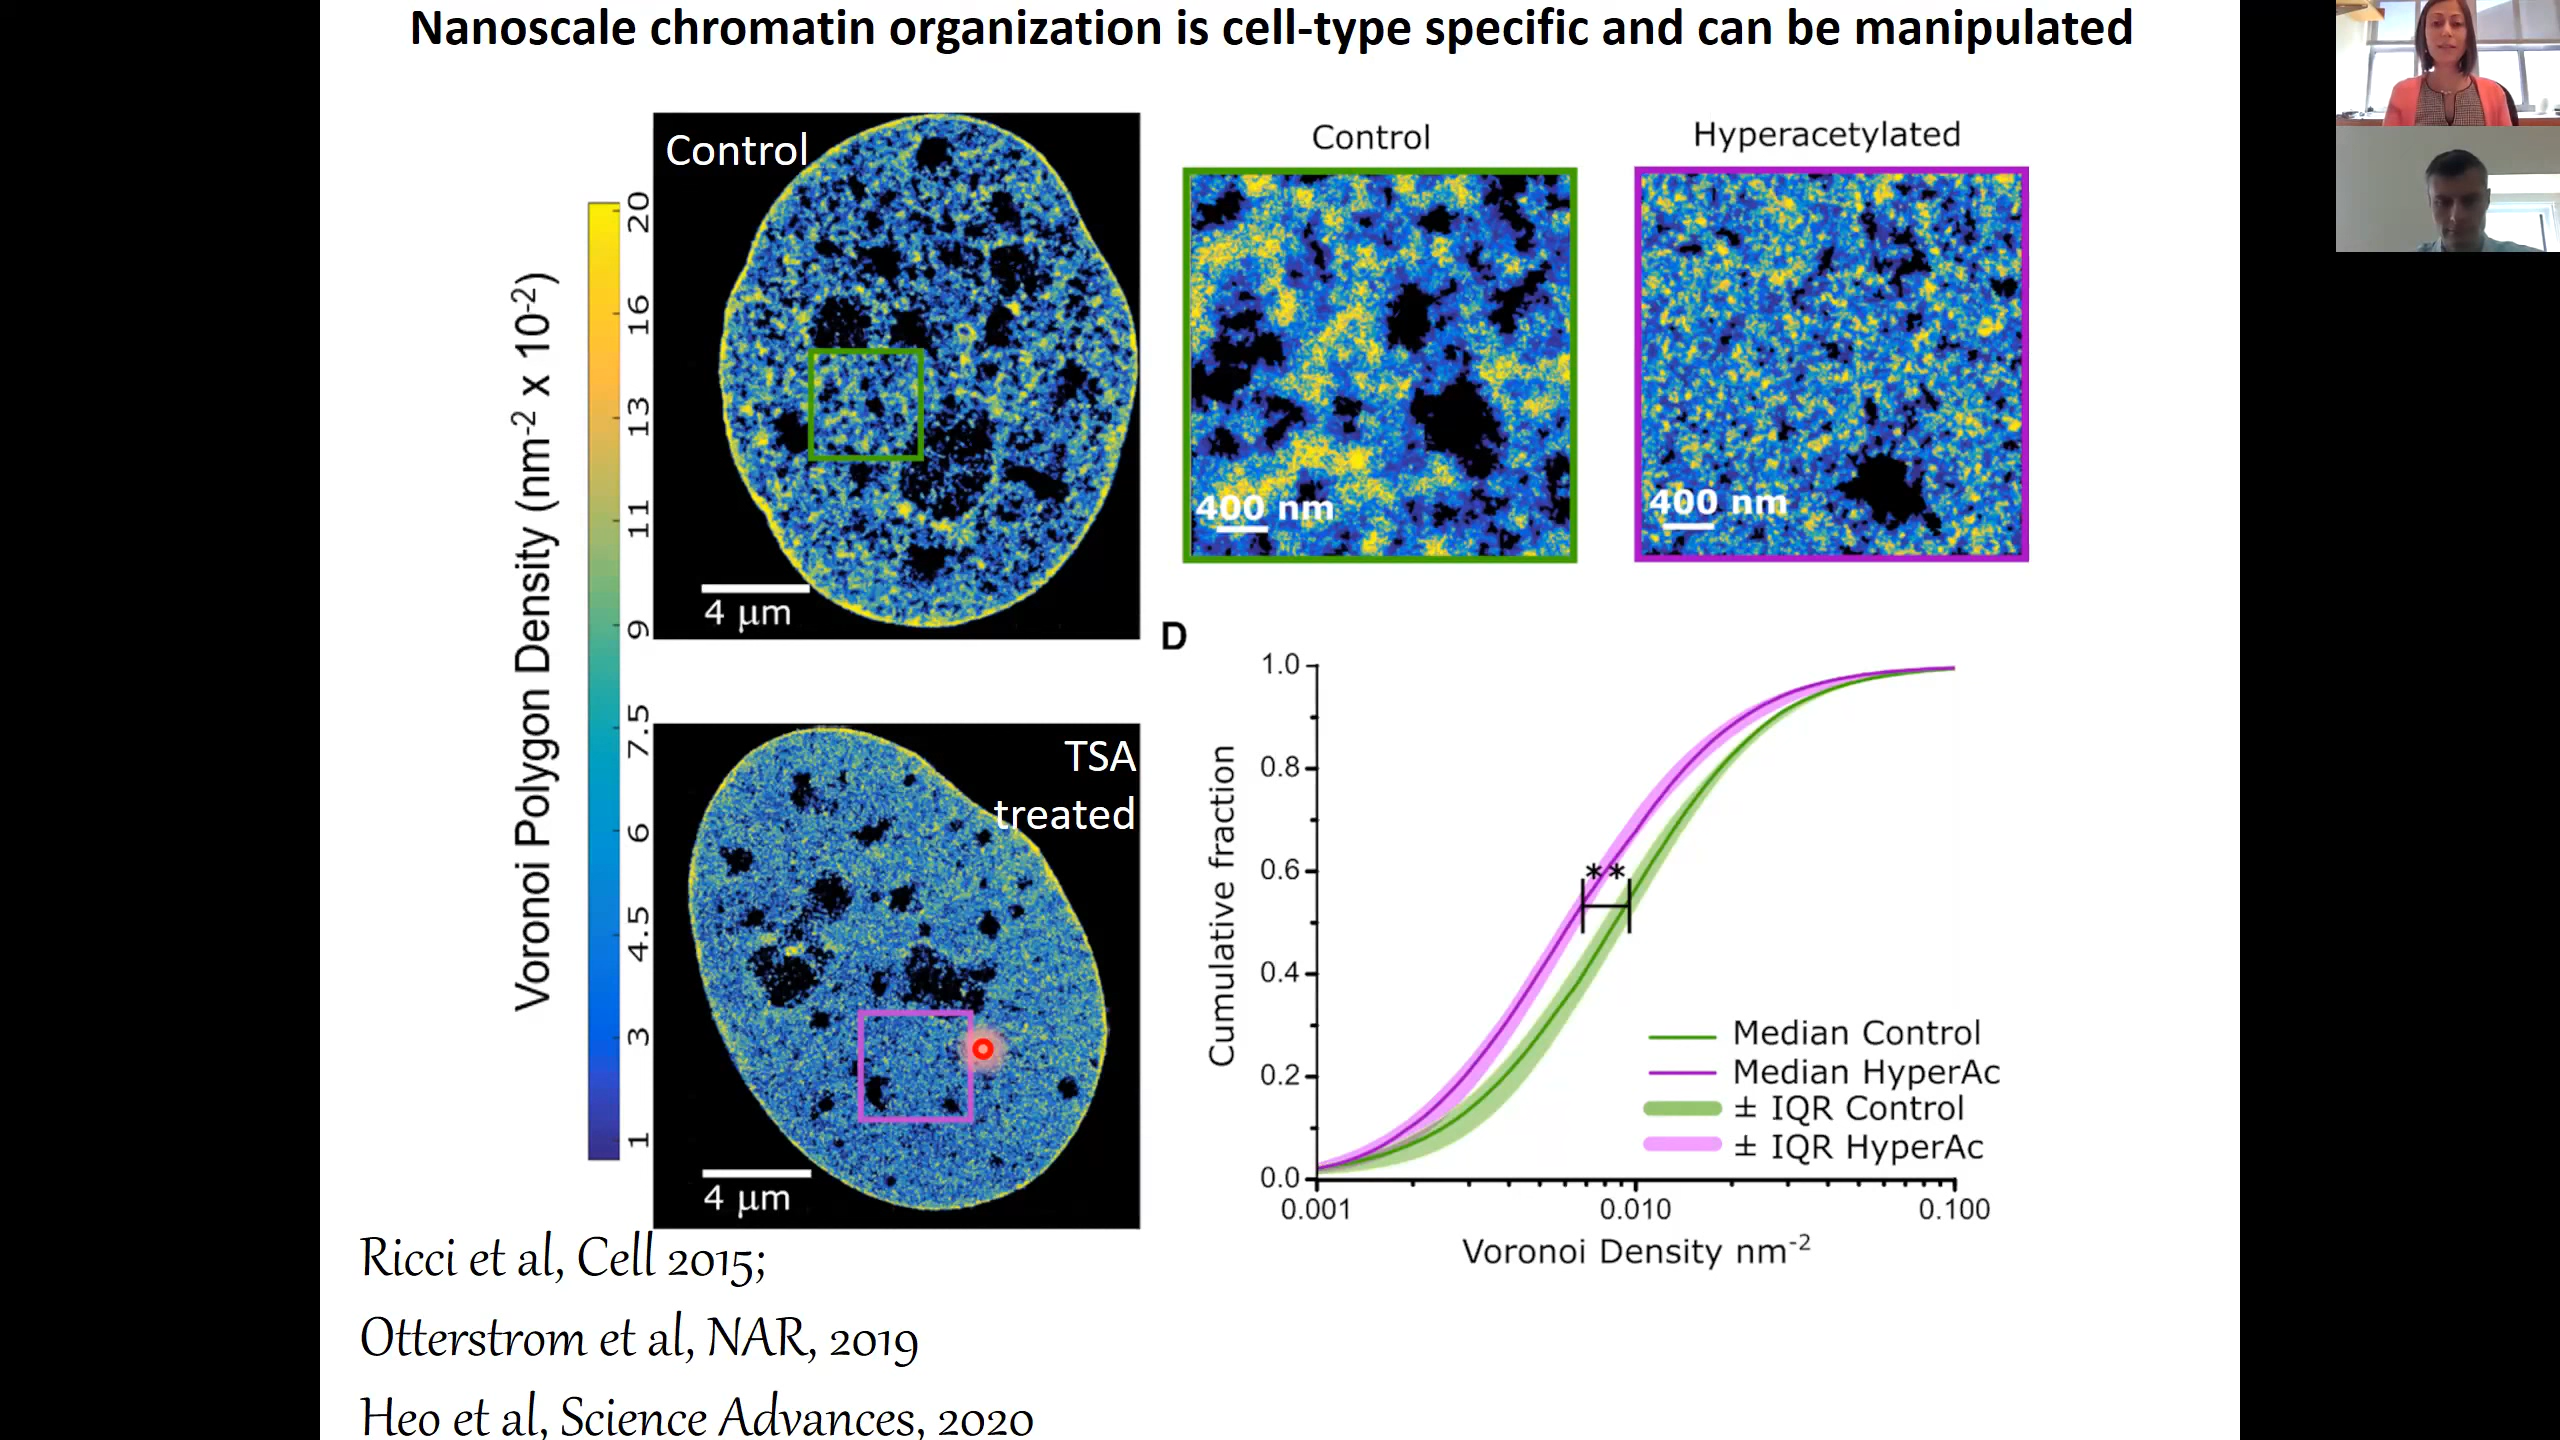 Nanoscale chromatin organization is cell-type specific and can be manipulated
Voronoi Polygon Density (nm⁻² x 10⁻²)
20
16
13
11
9
7.5
6
4.5
3
1
Control
4 µm
TSA
treated
4 µm
Control
400 nm
Hyperacetylated
400 nm
D
Cumulative fraction
1.0
0.8
0.6
0.4
0.2
0.0
**
Median Control
Median HyperAc
± IQR Control
± IQR HyperAc
0.001
0.010
0.100
Voronoi Density nm⁻²
Ricci et al, Cell 2015;
Otterstrom et al, NAR, 2019
Heo et al, Science Advances, 2020